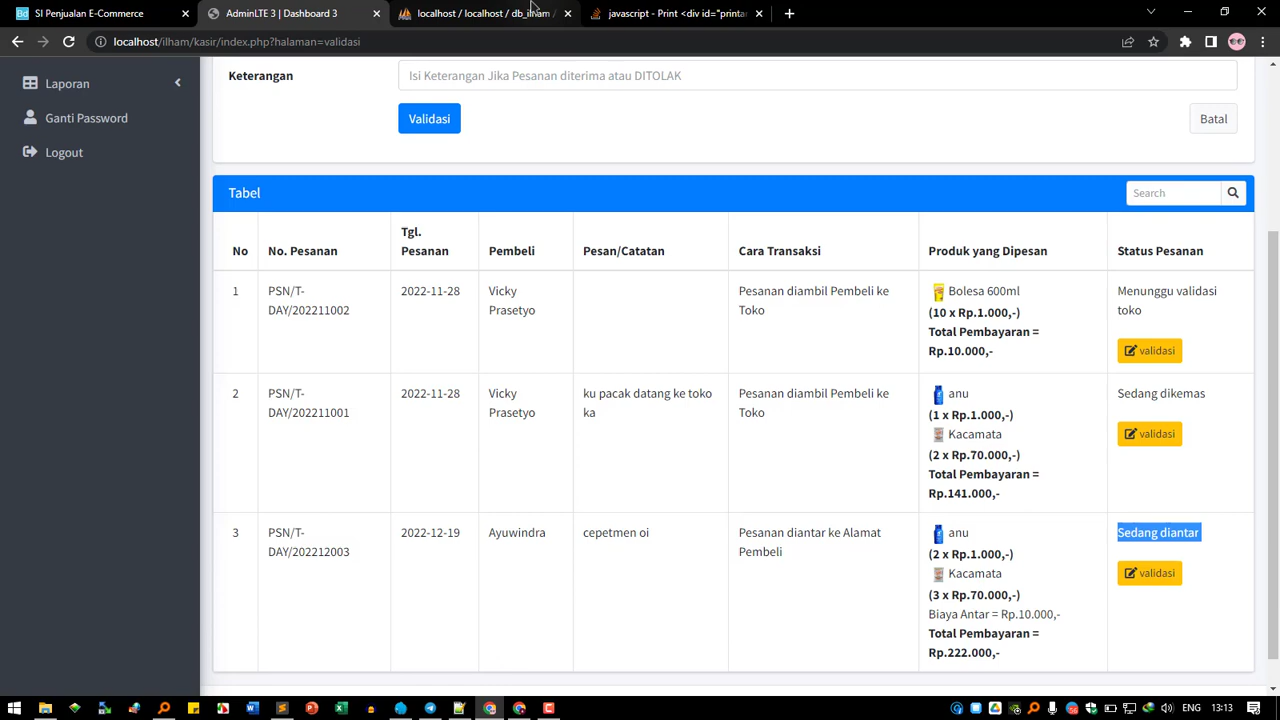 SI Penjualan E-Commerce
AdminLTE 3 | Dashboard 3
localhost / localhost / db_ilham /
javascript - Print <div id="printa
localhost/ilham/kasir/index.php?halaman=validasi
Laporan
Ganti Password
Logout
Keterangan
Isi Keterangan Jika Pesanan diterima atau DITOLAK
Validasi
Batal
Tabel
Search
No
No. Pesanan
Tgl.
Pesanan
Pembeli
Pesan/Catatan
Cara Transaksi
Produk yang Dipesan
Status Pesanan
1
PSN/T-
DAY/202211002
2022-11-28
Vicky
Prasetyo
Pesanan diambil Pembeli ke
Toko
Bolesa 600ml
(10 x Rp.1.000,-)
Total Pembayaran =
Rp.10.000,-
Menunggu validasi
toko
validasi
2
PSN/T-
DAY/202211001
2022-11-28
Vicky
Prasetyo
ku pacak datang ke toko
ka
Pesanan diambil Pembeli ke
Toko
anu
(1 x Rp.1.000,-)
Kacamata
(2 x Rp.70.000,-)
Total Pembayaran =
Rp.141.000,-
Sedang dikemas
validasi
3
PSN/T-
DAY/202212003
2022-12-19
Ayuwindra
cepetmen oi
Pesanan diantar ke Alamat
Pembeli
anu
(2 x Rp.1.000,-)
Kacamata
(3 x Rp.70.000,-)
Biaya Antar = Rp.10.000,-
Total Pembayaran =
Rp.222.000,-
Sedang diantar
validasi
ENG
13:13